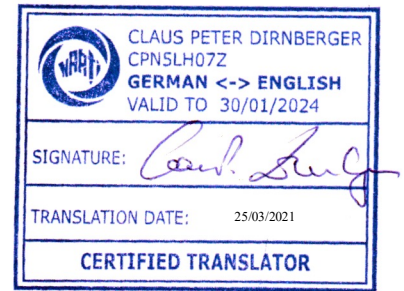 NAATI
CLAUS PETER DIRNBERGER
CPN5LH07Z
GERMAN <-> ENGLISH
VALID TO 30/01/2024
SIGNATURE:
TRANSLATION DATE: 25/03/2021
CERTIFIED TRANSLATOR